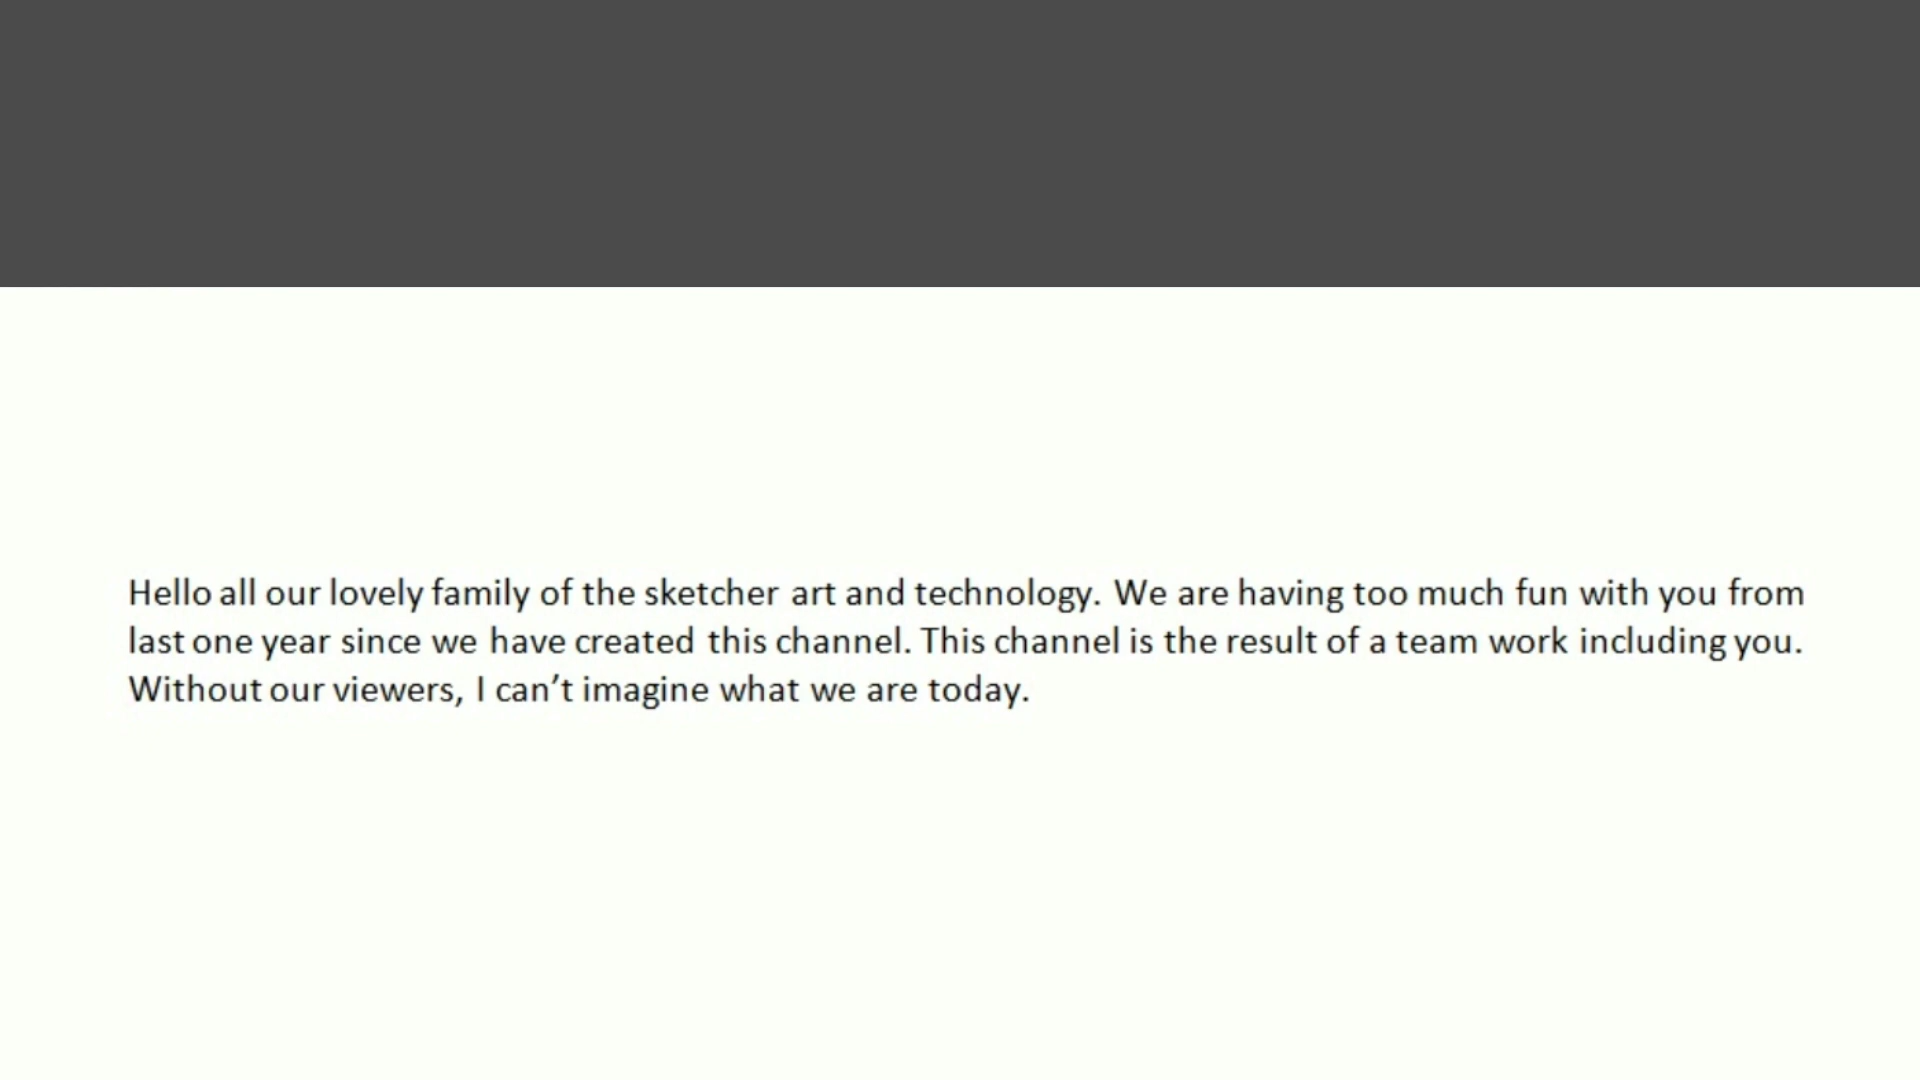 Hello all our lovely family of the sketcher art and technology. We are having too much fun with you from
last one year since we have created this channel. This channel is the result of a team work including you.
Without our viewers, I can’t imagine what we are today.